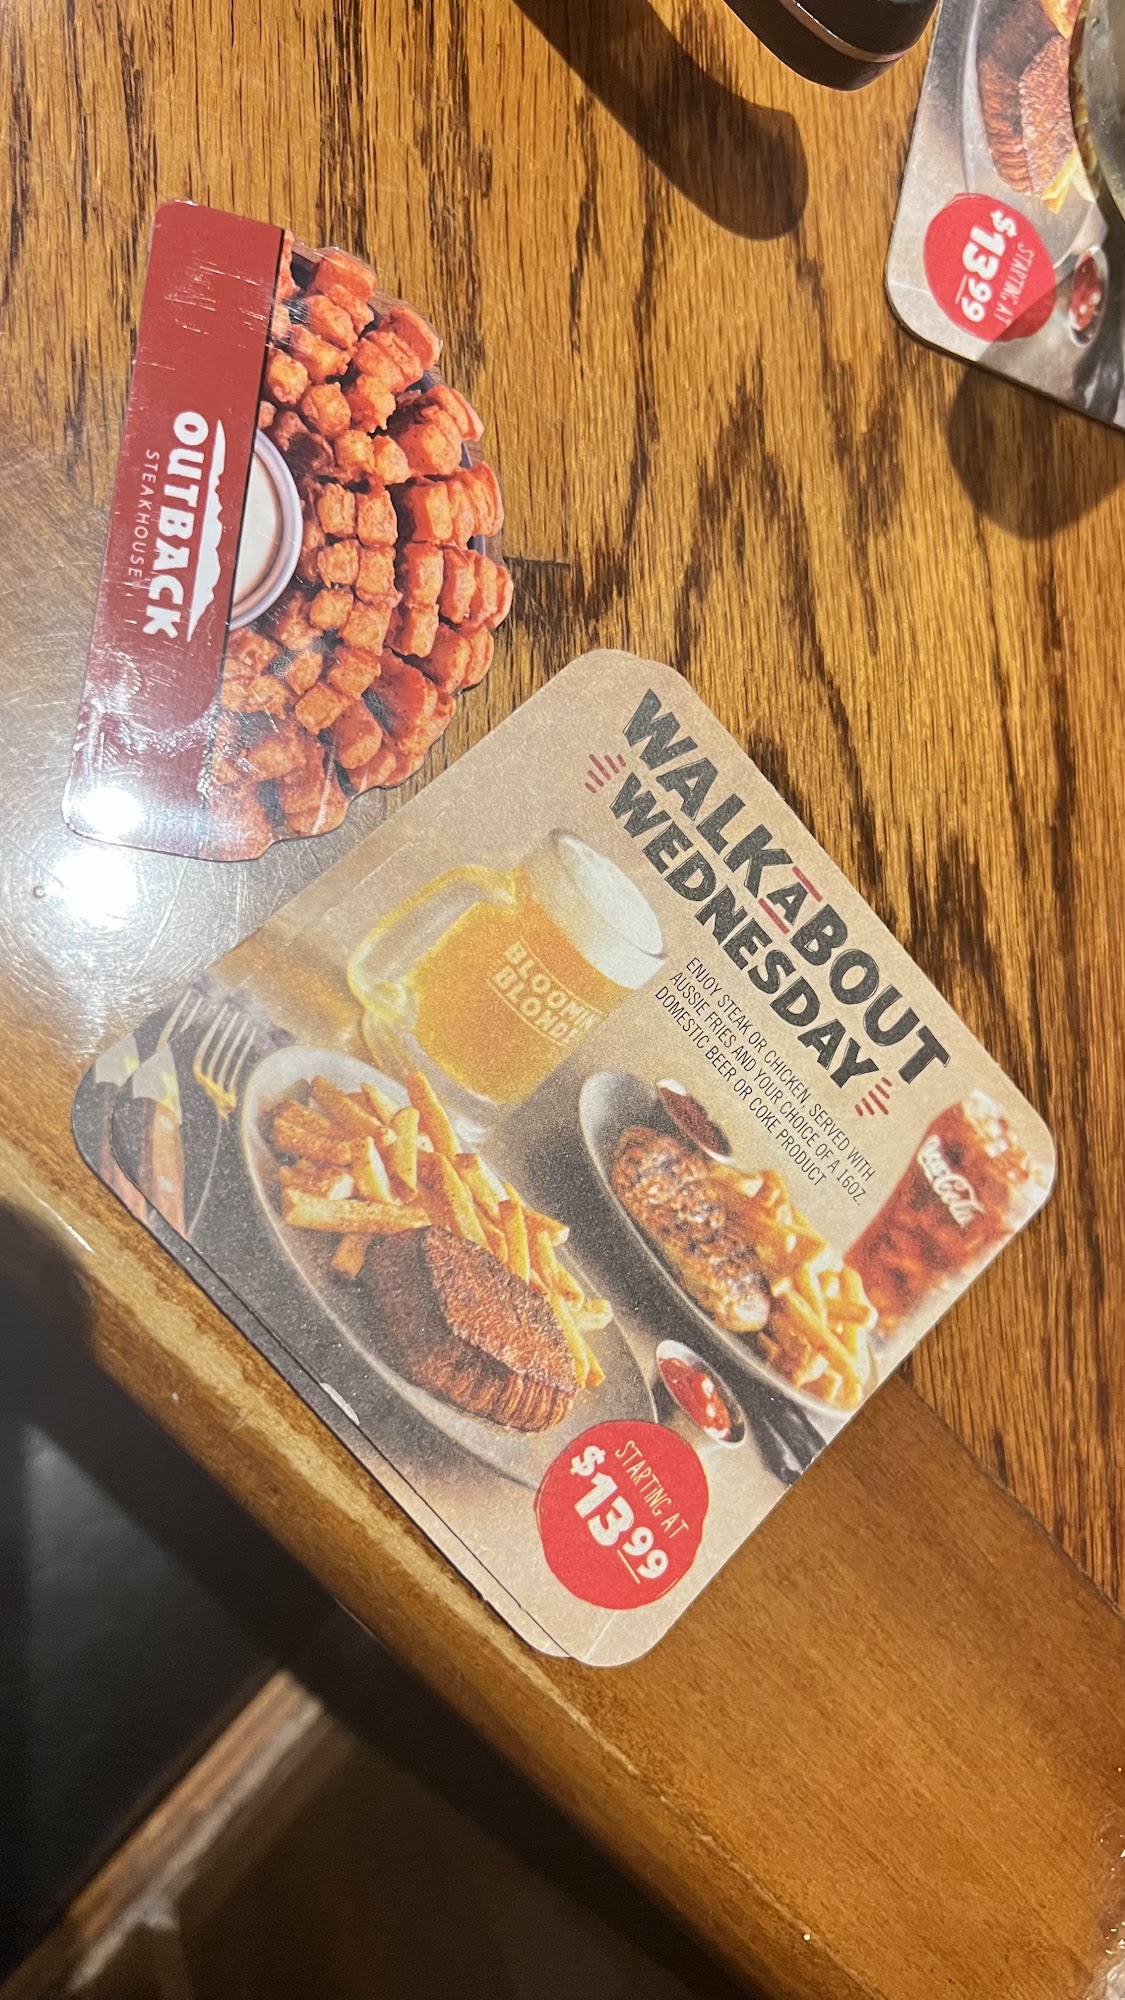 OUTBACK
STEAKHOUSE
WALKABOUT
WEDNESDAY
ENJOY STEAK OR CHICKEN, SERVED WITH
AUSSIE FRIES AND YOUR CHOICE OF A 16OZ.
DOMESTIC BEER OR COKE PRODUCT
BLOOMIN'
BLONDE
Coca-Cola
STARTING AT
$13.99
STARTING AT
$13.99